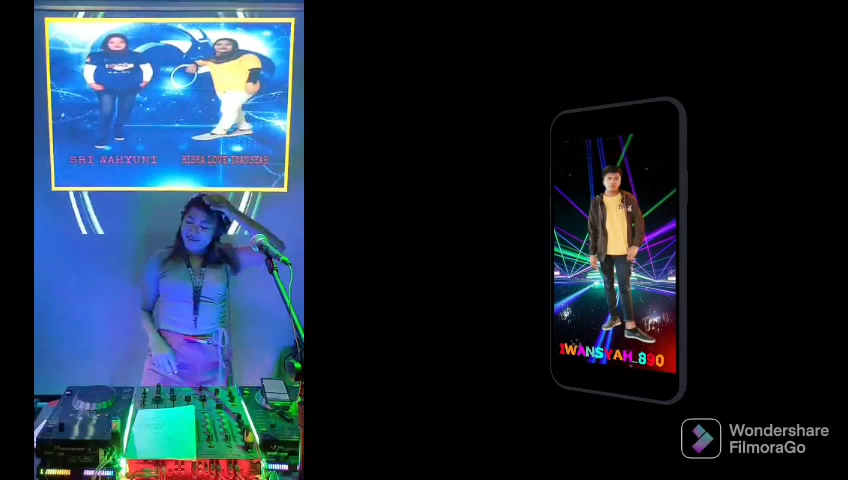 SRI WAHYUNI
RISKA LOVE IWANSYAH
IWANSYAH_890
Wondershare
FilmoraGo